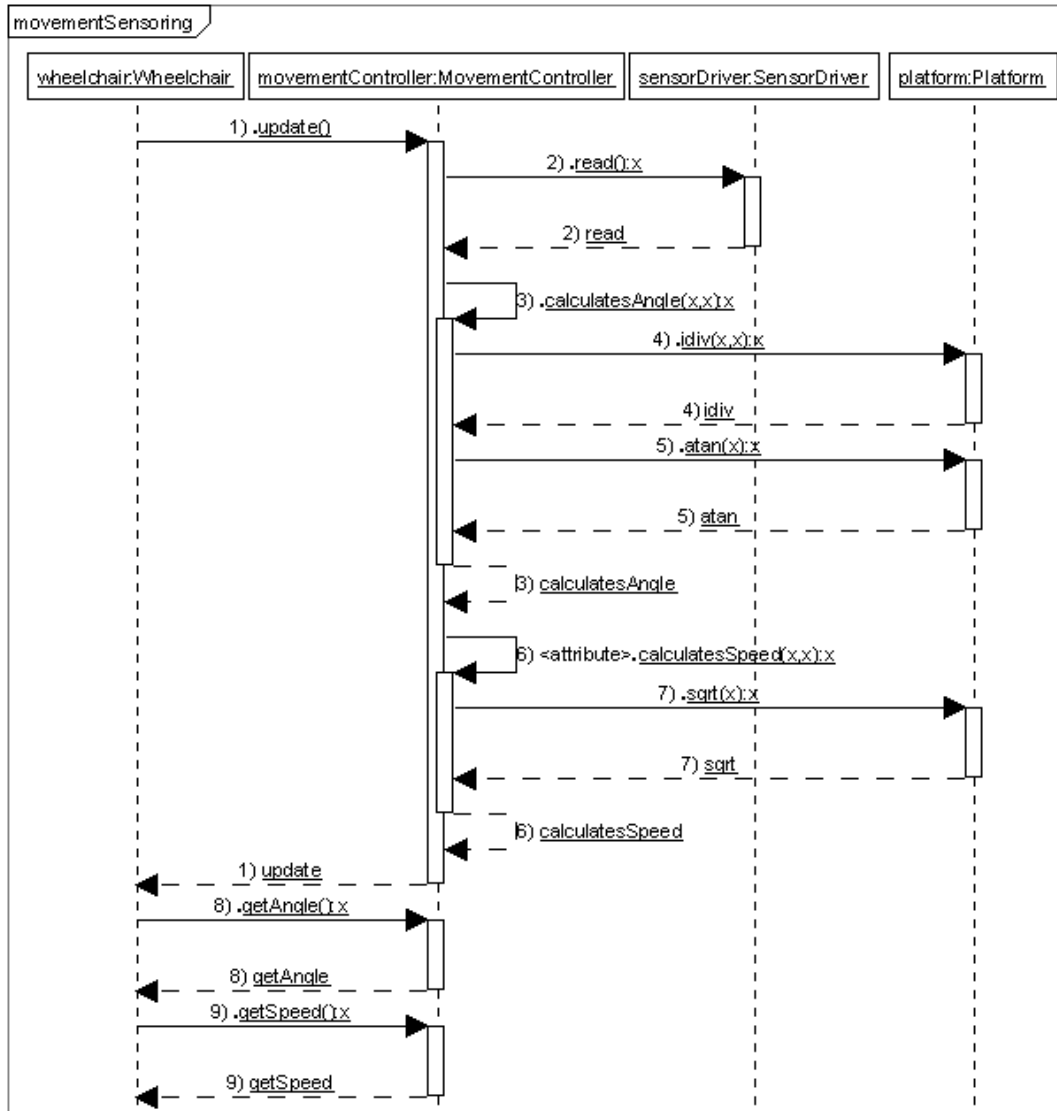 movementSensoring
wheelchair:Wheelchair
movementController:MovementController
sensorDriver:SensorDriver
platform:Platform
1) .update()
2) .read():x
2) read
3) .calculatesAngle(x,x):x
4) .idiv(x,x):x
4) idiv
5) .atan(x):x
5) atan
3) calculatesAngle
6) <attribute>.calculatesSpeed(x,x):x
7) .sqrt(x):x
7) sqrt
6) calculatesSpeed
1) update
8) .getAngle():x
8) getAngle
9) .getSpeed():x
9) getSpeed